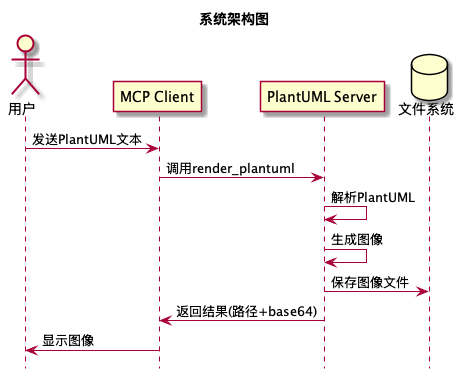 系统架构图
用户
MCP Client
PlantUML Server
文件系统
发送PlantUML文本
调用render_plantuml
解析PlantUML
生成图像
保存图像文件
返回结果(路径+base64)
显示图像